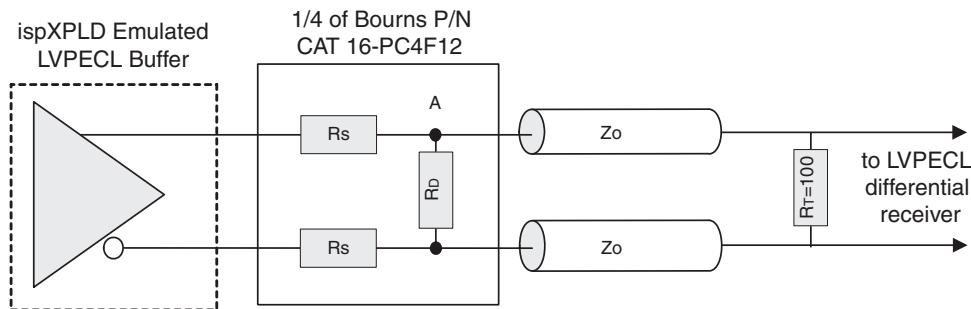 ispXPLD Emulated
LVPECL Buffer
1/4 of Bourns P/N
CAT 16-PC4F12
A
Rs
Zo
RD
RT=100
to LVPECL
differential
receiver
Rs
Zo